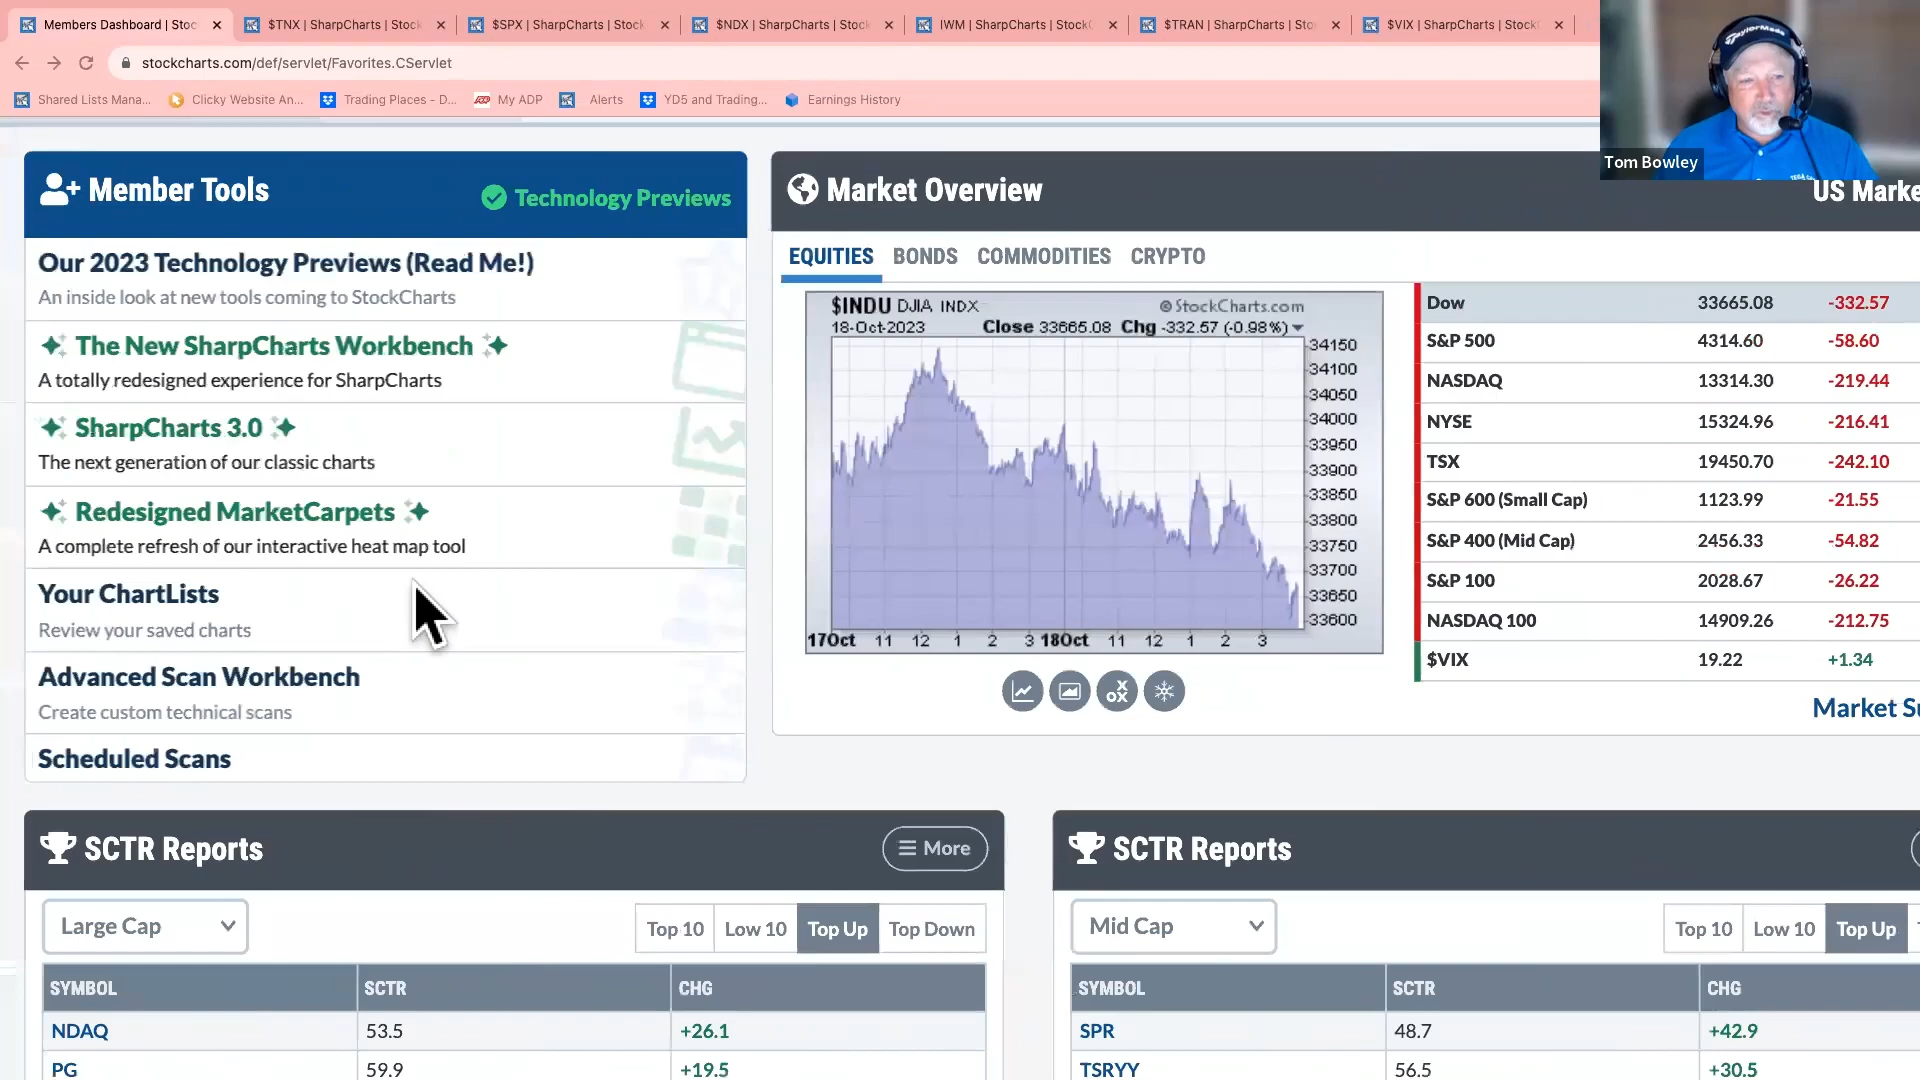 Members Dashboard | Stoc
$TNX | SharpCharts | Stock
$SPX | SharpCharts | Stock
$NDX | SharpCharts | Stoc
IWM | SharpCharts | StockC
$TRAN | SharpCharts | Sto
$VIX | SharpCharts | Stock
stockcharts.com/def/servlet/Favorites.CServlet
Shared Lists Mana...
Clicky Website An...
Trading Places - D...
My ADP
Alerts
YD5 and Trading...
Earnings History
TaylorMade
Tom Bowley
Member Tools
Technology Previews
Our 2023 Technology Previews (Read Me!)
An inside look at new tools coming to StockCharts
The New SharpCharts Workbench
A totally redesigned experience for SharpCharts
SharpCharts 3.0
The next generation of our classic charts
Redesigned MarketCarpets
A complete refresh of our interactive heat map tool
Your ChartLists
Review your saved charts
Advanced Scan Workbench
Create custom technical scans
Scheduled Scans
Market Overview
US Marke
EQUITIES BONDS COMMODITIES CRYPTO
$INDU DJIA INDX @StockCharts.com
18-Oct-2023 Close 33665.08 Chg -332.57 (-0.98%)
34150
34100
34050
34000
33950
33900
33850
33800
33750
33700
33650
33600
17Oct 11 12 1 2 3 18Oct 11 12 1 2 3
Dow 33665.08 -332.57
S&P 500 4314.60 -58.60
NASDAQ 13314.30 -219.44
NYSE 15324.96 -216.41
TSX 19450.70 -242.10
S&P 600 (Small Cap) 1123.99 -21.55
S&P 400 (Mid Cap) 2456.33 -54.82
S&P 100 2028.67 -26.22
NASDAQ 100 14909.26 -212.75
$VIX 19.22 +1.34
Market Su
SCTR Reports
More
Large Cap
Top 10 Low 10 Top Up Top Down
SYMBOL SCTR CHG
NDAQ 53.5 +26.1
PG 59.9 +19.5
SCTR Reports
Mid Cap
Top 10 Low 10 Top Up
SYMBOL SCTR CHG
SPR 48.7 +42.9
TSRYY 56.5 +30.5